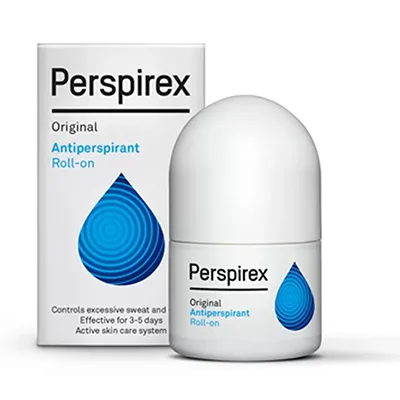 Perspirex
Original
Antiperspirant
Roll-on
Controls excessive sweat and
Effective for 3-5 days
Active skin care system
Perspirex
Original
Antiperspirant
Roll-on